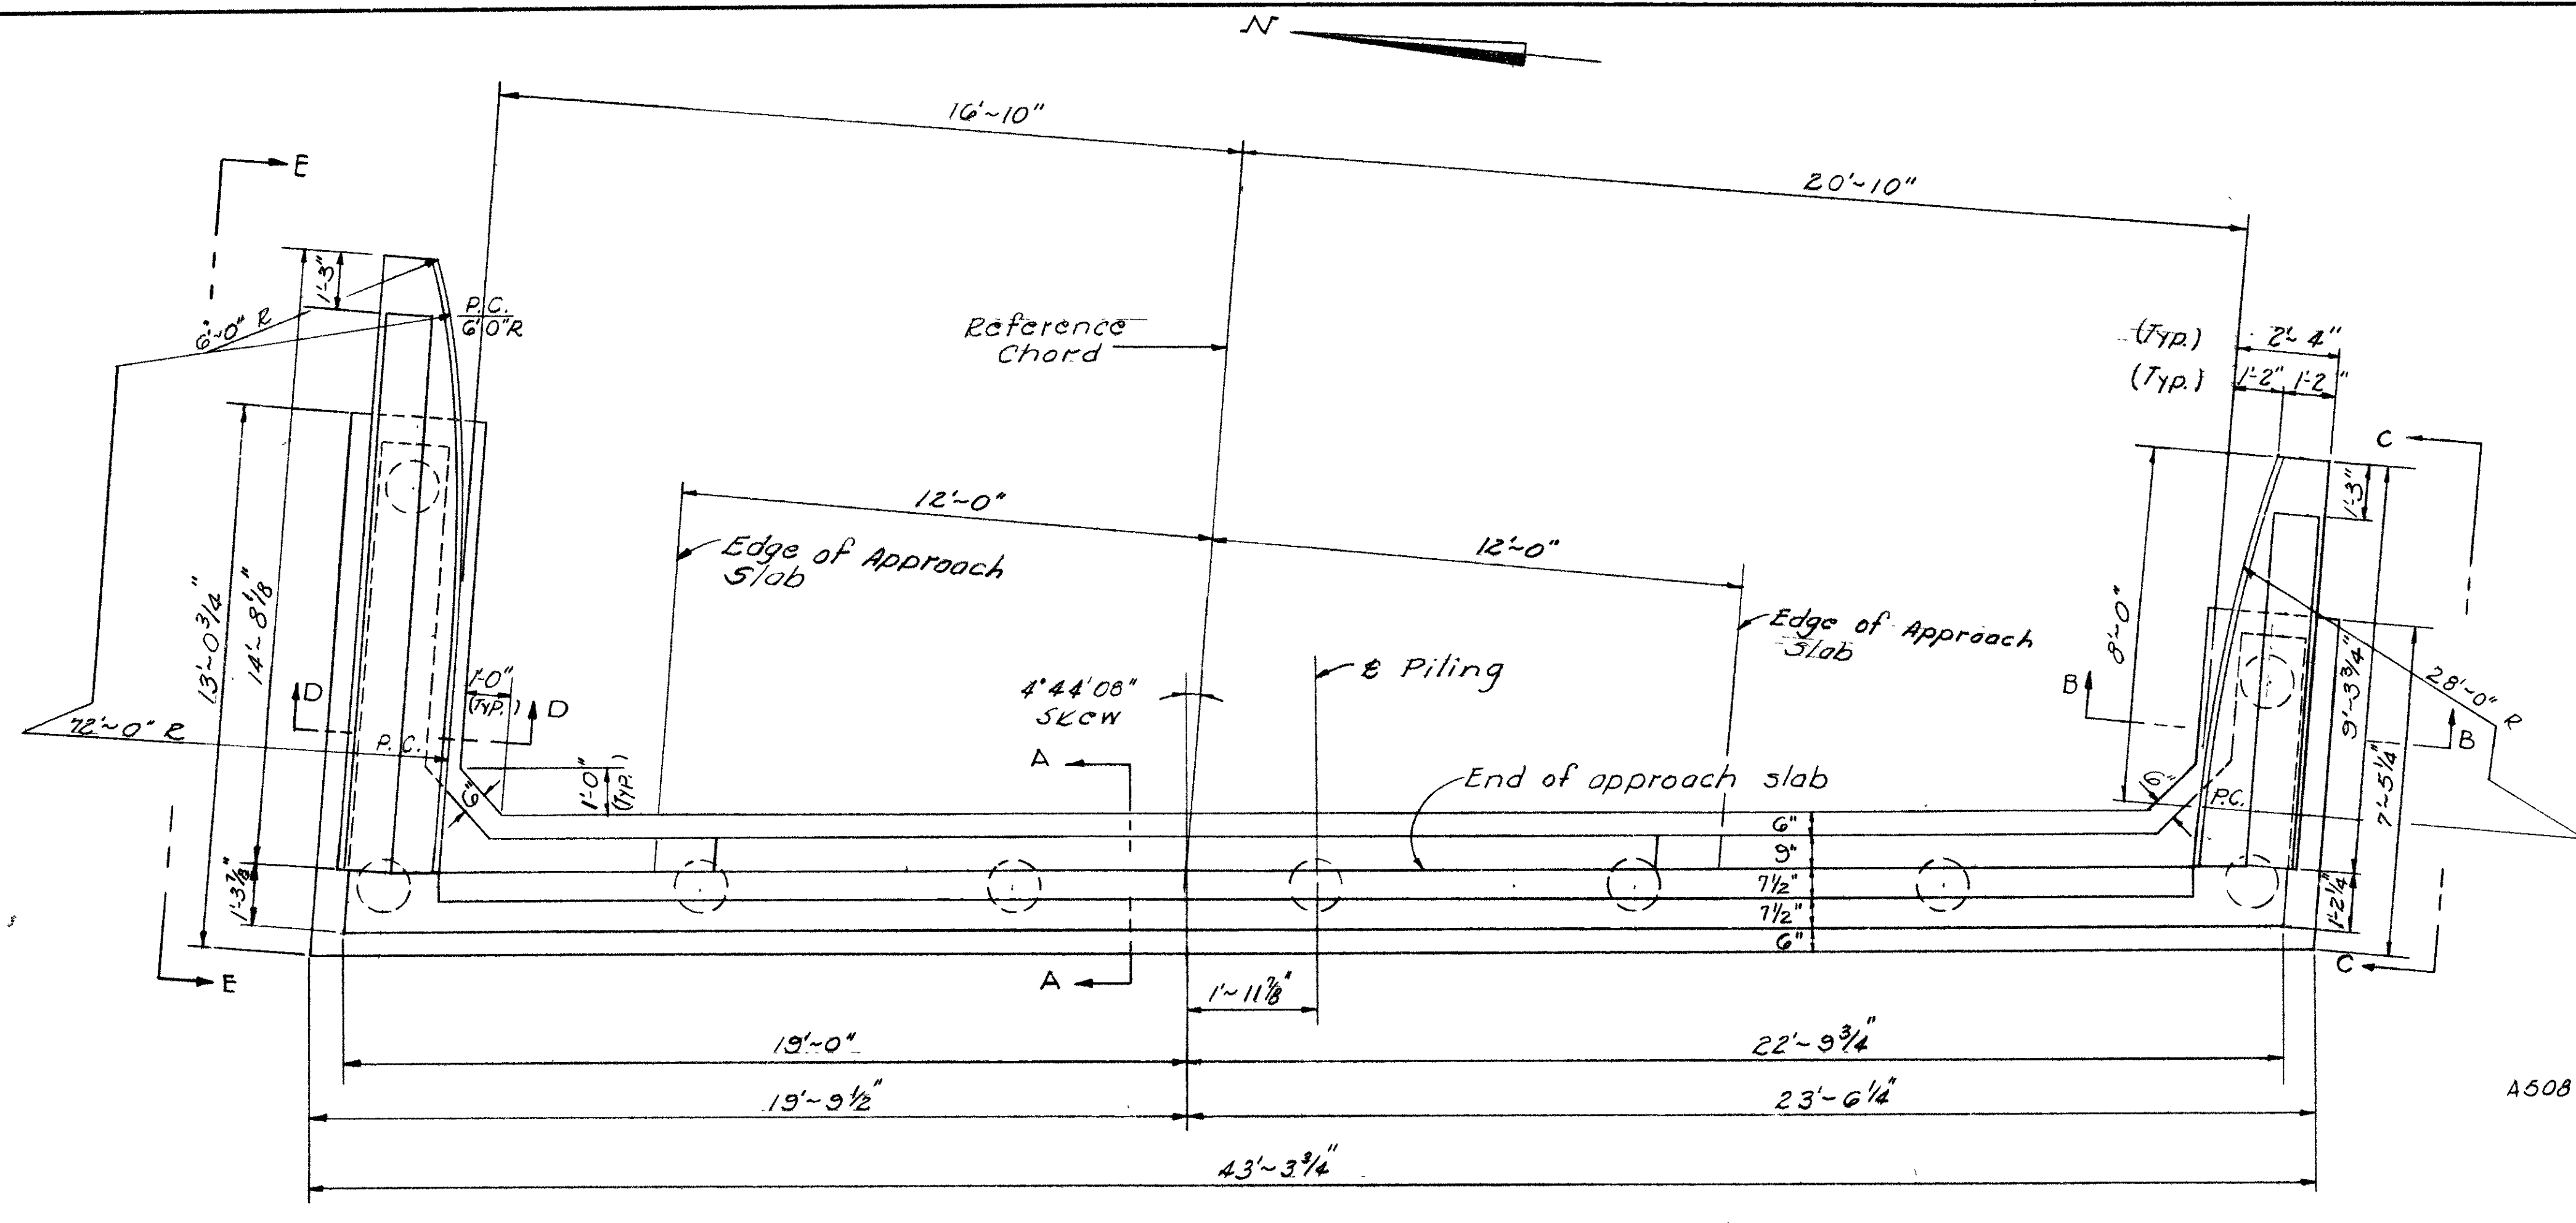 N
16'~10"
20'~10"
E
1'-3"
6'~0" R
P.C.
6'0"R
Reference
Chord
(Typ.) 2'~4"
(Typ.) 1'-2" 1'-2"
C
1'-3"
12'~0"
12'~0"
Edge of Approach
Slab
Edge of Approach
Slab
13'~0 3/4"
14'~8 1/8"
8'~0"
9'-3 3/4"
7'~5 1/4"
28'~0" R
D
1'-0"
(Typ.)
D
4°44'08"
Skew
℄ Piling
B
B
72'~0" R
P.C.
6"
1'-0"
(Typ.)
A
End of approach slab
6"
P.C.
1'-3 7/8"
6"
9"
7 1/2"
7 1/2"
6"
1'-2 1/4"
E
A
1'~11 7/8"
C
19'~0"
22'~9 3/4"
19'~9 1/2"
23'~6 1/4"
A508
43'~3 3/4"